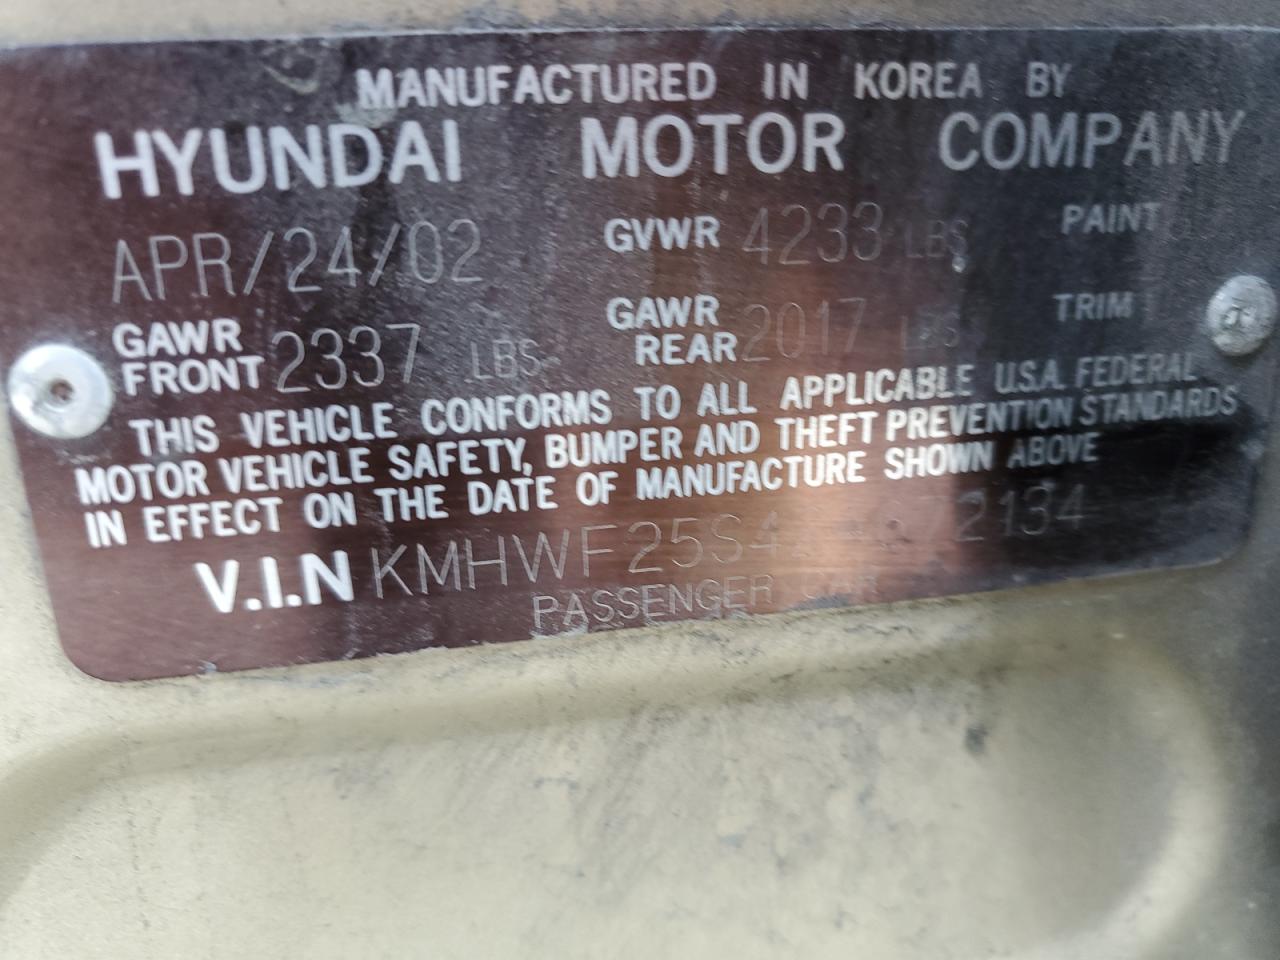 MANUFACTURED IN KOREA BY
HYUNDAI MOTOR COMPANY
APR/24/02 GVWR 4233 LBS PAINT
GAWR FRONT 2337 LBS GAWR REAR 2017 LBS TRIM
THIS VEHICLE CONFORMS TO ALL APPLICABLE U.S.A. FEDERAL
MOTOR VEHICLE SAFETY, BUMPER AND THEFT PREVENTION STANDARDS
IN EFFECT ON THE DATE OF MANUFACTURE SHOWN ABOVE
V.I.N
PASSENGER CAR